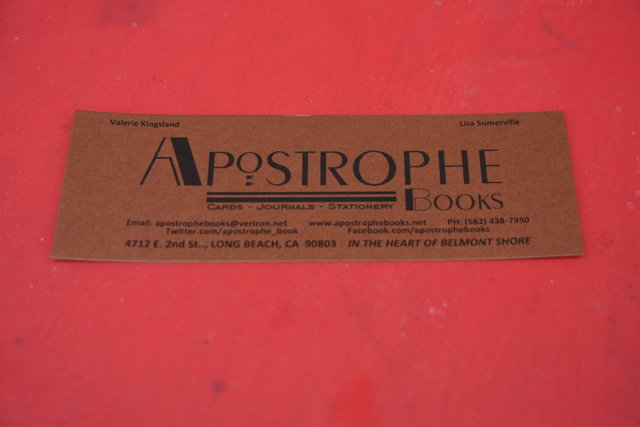 Valerie Kingsland Lisa Somerville
APOSTROPHE
BOOKS
CARDS - JOURNALS - STATIONERY
Email: apostrophebooks@verizon.net www.apostrophebooks.net PH: (562) 438-7950
Twitter.com/apostrophe_book Facebook.com/apostrophebooks
4712 E. 2nd St.., LONG BEACH, CA 90803 IN THE HEART OF BELMONT SHORE